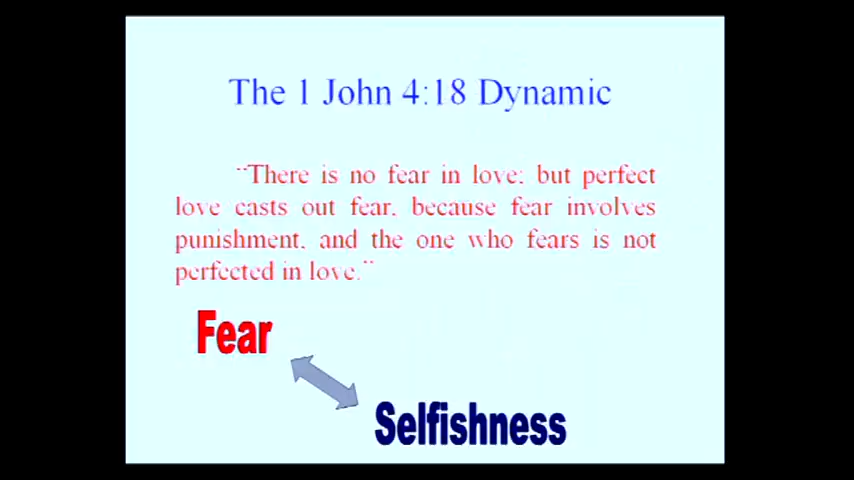 The 1 John 4:18 Dynamic
"There is no fear in love; but perfect
love casts out fear, because fear involves
punishment, and the one who fears is not
perfected in love."
Fear
Selfishness